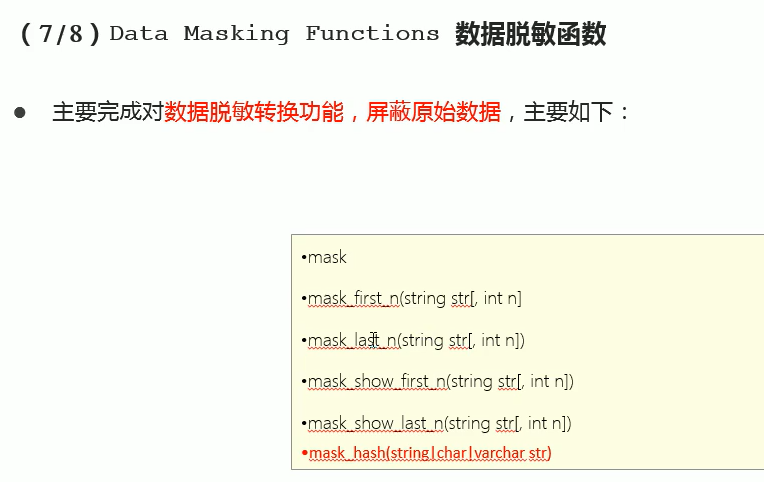 （7/8）Data Masking Functions 数据脱敏函数
● 主要完成对数据脱敏转换功能，屏蔽原始数据，主要如下：
•mask
•mask_first_n(string str[, int n]
•mask_last_n(string str[, int n])
•mask_show_first_n(string str[, int n])
•mask_show_last_n(string str[, int n])
•mask_hash(string|char|varchar str)